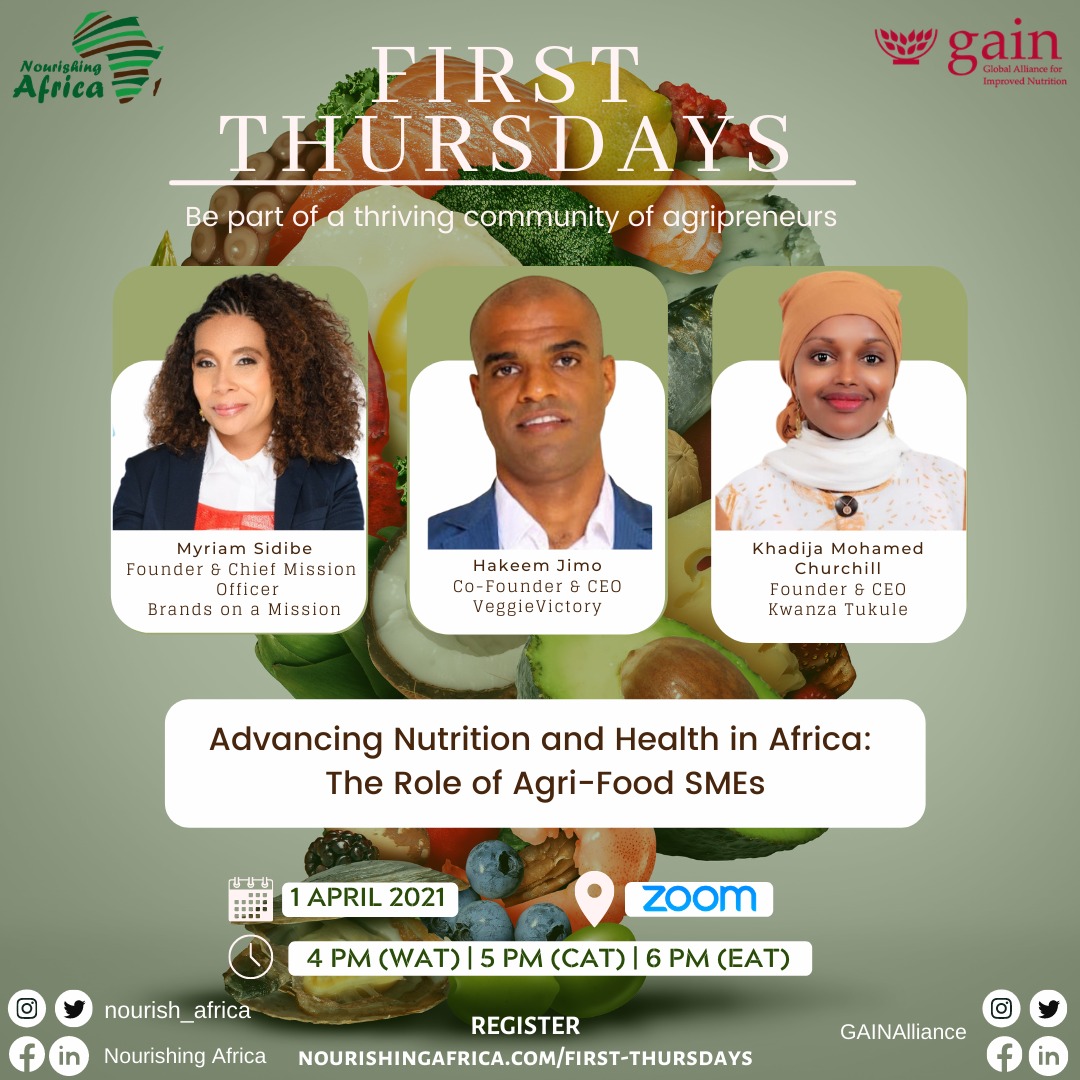 Nourishing
Africa
gain
Global Alliance for
Improved Nutrition
FIRST
THURSDAYS
Be part of a thriving community of agripreneurs
Myriam Sidibe
Founder & Chief Mission
Officer
Brands on a Mission
Hakeem Jimo
Co-Founder & CEO
VeggieVictory
Khadija Mohamed
Churchill
Founder & CEO
Kwanza Tukule
Advancing Nutrition and Health in Africa:
The Role of Agri-Food SMEs
1 APRIL 2021
zoom
4 PM (WAT) | 5 PM (CAT) | 6 PM (EAT)
nourish_africa
Nourishing Africa
REGISTER
NOURISHINGAFRICA.COM/FIRST-THURSDAYS
GAINAlliance